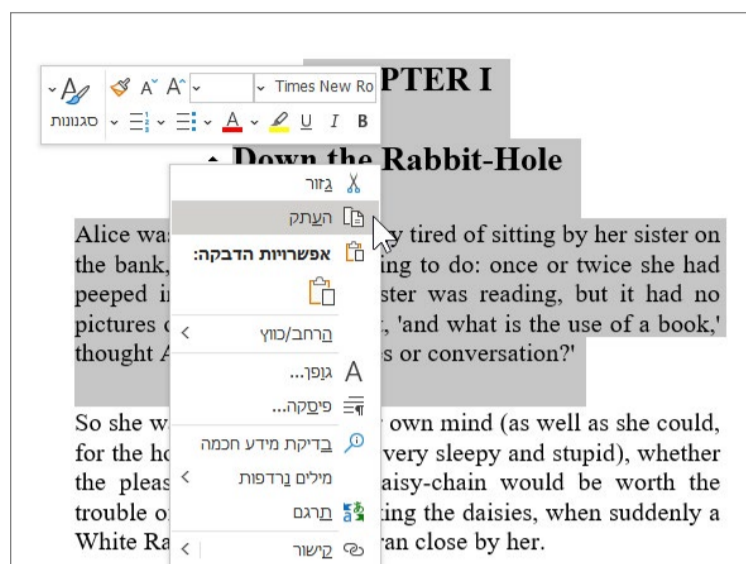 PTER I
Times New Ro
סגנונות
A U I B
Down the Rabbit-Hole
גזור
העתק
אפשרויות הדבקה:
הרחב/כווץ
גופן...
פיסקה...
בדיקת מידע חכמה
מילים נרדפות
תרגם
קישור
Alice was y tired of sitting by her sister on
the bank, ing to do: once or twice she had
peeped i ster was reading, but it had no
pictures t, 'and what is the use of a book,'
thought A s or conversation?'
So she w own mind (as well as she could,
for the ho very sleepy and stupid), whether
the pleas aisy-chain would be worth the
trouble o ing the daisies, when suddenly a
White Ra ran close by her.